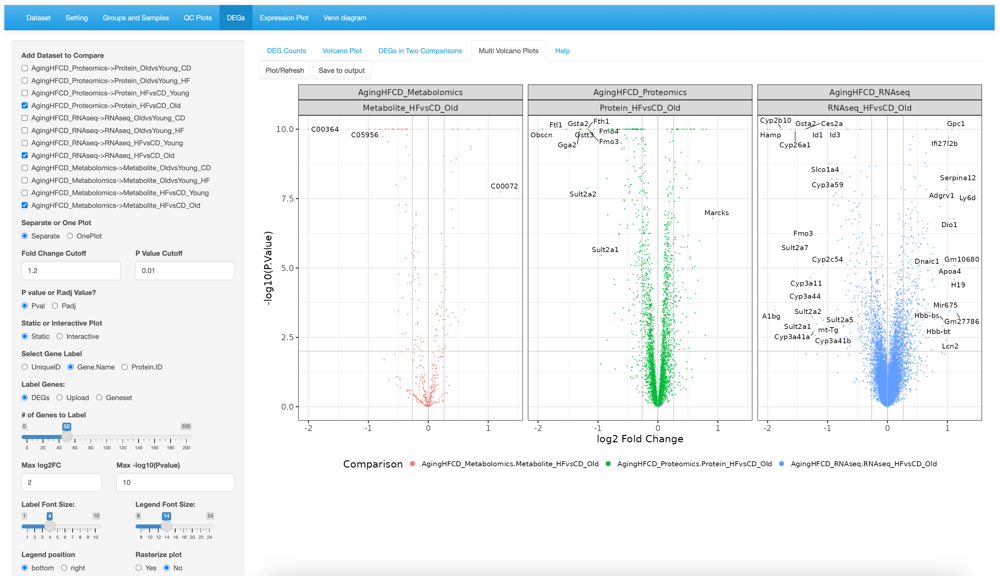 Dataset Setting Groups and Samples QC Plots DEGs Expression Plot Venn diagram
Add Dataset to Compare
AgingHFCD_Proteomics->Protein_OldvsYoung_CD
AgingHFCD_Proteomics->Protein_OldvsYoung_HF
AgingHFCD_Proteomics->Protein_HFvsCD_Young
AgingHFCD_Proteomics->Protein_HFvsCD_Old
AgingHFCD_RNAseq->RNAseq_OldvsYoung_CD
AgingHFCD_RNAseq->RNAseq_OldvsYoung_HF
AgingHFCD_RNAseq->RNAseq_HFvsCD_Young
AgingHFCD_RNAseq->RNAseq_HFvsCD_Old
AgingHFCD_Metabolomics->Metabolite_OldvsYoung_CD
AgingHFCD_Metabolomics->Metabolite_OldvsYoung_HF
AgingHFCD_Metabolomics->Metabolite_HFvsCD_Young
AgingHFCD_Metabolomics->Metabolite_HFvsCD_Old
Separate or One Plot
Separate OnePlot
Fold Change Cutoff P Value Cutoff
1.2 0.01
P value or P.adj Value?
Pval Padj
Static or Interactive Plot
Static Interactive
Select Gene Label
UniqueID Gene.Name Protein.ID
Label Genes:
DEGs Upload Geneset
# of Genes to Label
0 50 200
0 20 40 60 80 100 120 140 160 180 200
Max log2FC Max -log10(Pvalue)
2 10
Label Font Size: Legend Font Size:
1 4 10 8 14 24
1 2 3 4 5 6 7 8 9 10 8 10 12 14 16 18 20 22 24
Legend position Rasterize plot
bottom right Yes No
DEG Counts Volcano Plot DEGs in Two Comparisons Multi Volcano Plots Help
Plot/Refresh Save to output
AgingHFCD_Metabolomics AgingHFCD_Proteomics AgingHFCD_RNAseq
Metabolite_HFvsCD_Old Protein_HFvsCD_Old RNAseq_HFvsCD_Old
-log10(P.Value)
10.0
7.5
5.0
2.5
0.0
C00364
C05956
C00072
Ftl1 Gsta2 Fth1
Fmo4
Obscn Gstt3
Gga2 Fmo3
Sult2a2
Marcks
Sult2a1
Cyp2b10 Gsta2 Ces2a Gpc1
Hamp Id1 Id3
Cyp26a1 Ifi27l2b
Slco1a4
Serpina12
Cyp3a59
Adgrv1 Ly6d
Dio1
Fmo3
Sult2a7
Cyp2c54 Dnaic1 Gm10680
Apoa4
Cyp3a11 H19
Cyp3a44
Mir675
Sult2a2
A1bg Sult2a5 Hbb-bs
Gm27786
Sult2a1 mt-Tg
Hbb-bt
Cyp3a41a
Cyp3a41b
Lcn2
-2 -1 0 1 -2 -1 0 1 -2 -1 0 1
log2 Fold Change
Comparison AgingHFCD_Metabolomics.Metabolite_HFvsCD_Old AgingHFCD_Proteomics.Protein_HFvsCD_Old AgingHFCD_RNAseq.RNAseq_HFvsCD_Old